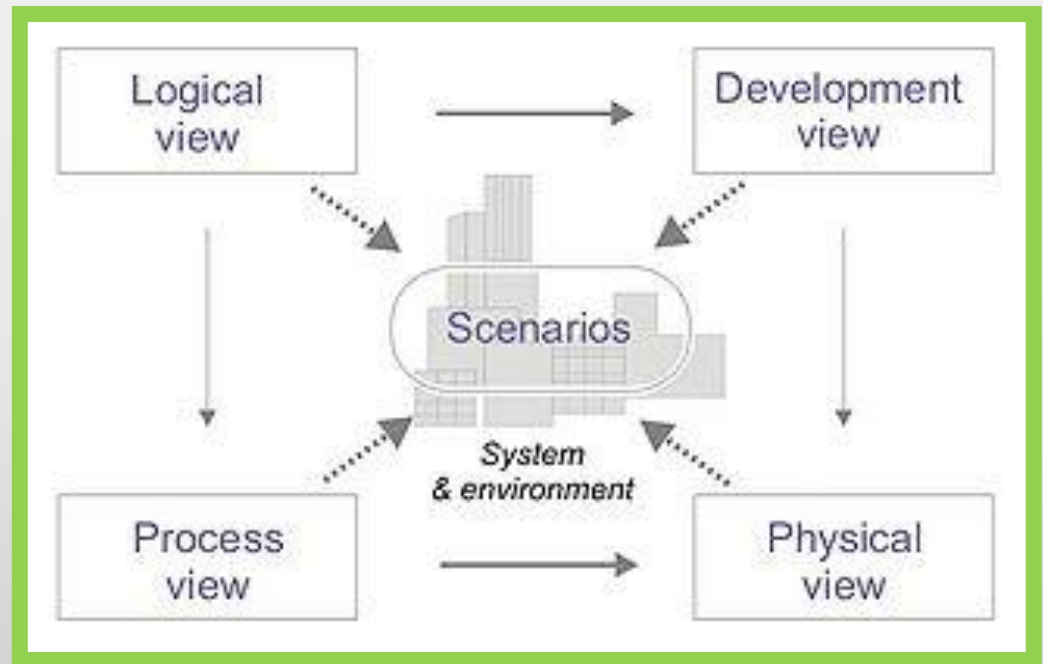 Logical
view
Development
view
Scenarios
System
& environment
Process
view
Physical
view